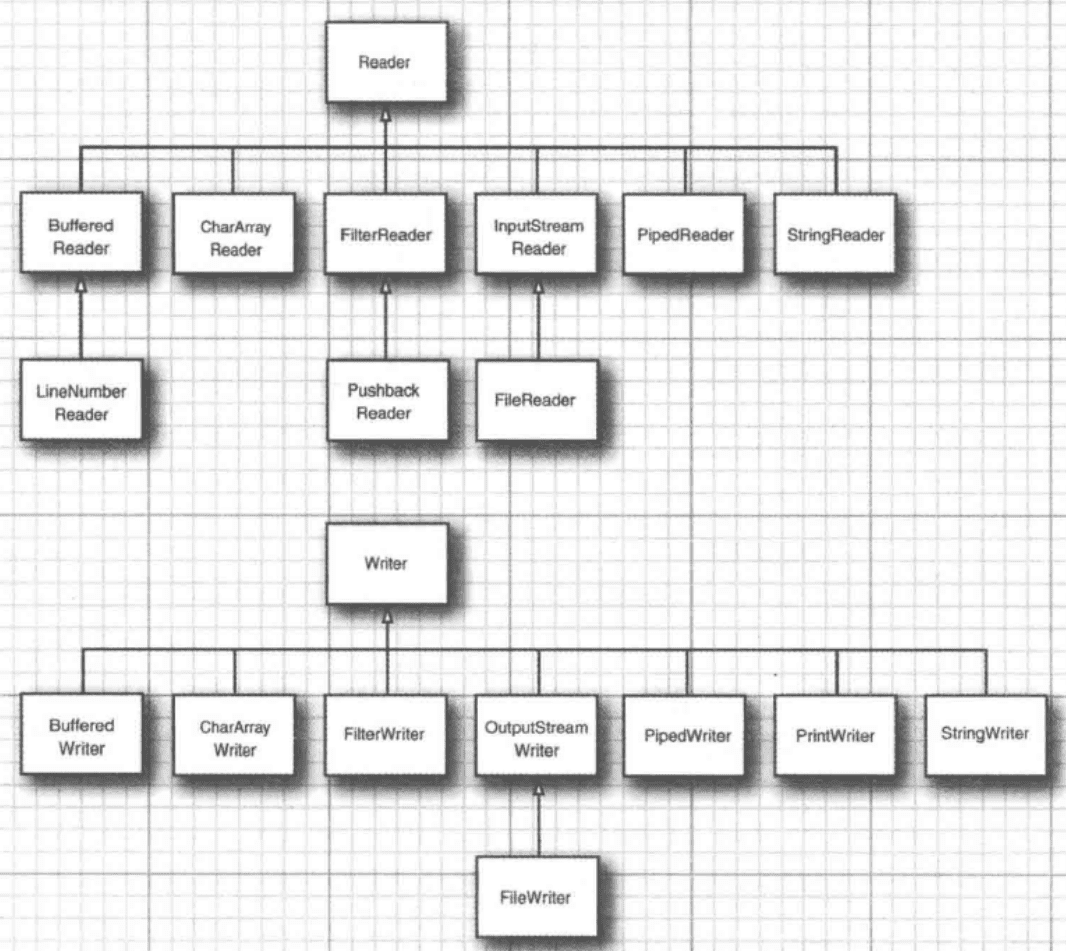 Reader
Buffered
Reader
CharArray
Reader
FilterReader
InputStream
Reader
PipedReader
StringReader
LineNumber
Reader
Pushback
Reader
FileReader
Writer
Buffered
Writer
CharArray
Writer
FilterWriter
OutputStream
Writer
PipedWriter
PrintWriter
StringWriter
FileWriter